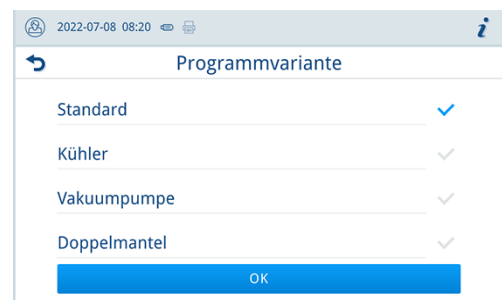 2022-07-08 08:20
i
Programmvariante
Standard
Kühler
Vakuumpumpe
Doppelmantel
OK